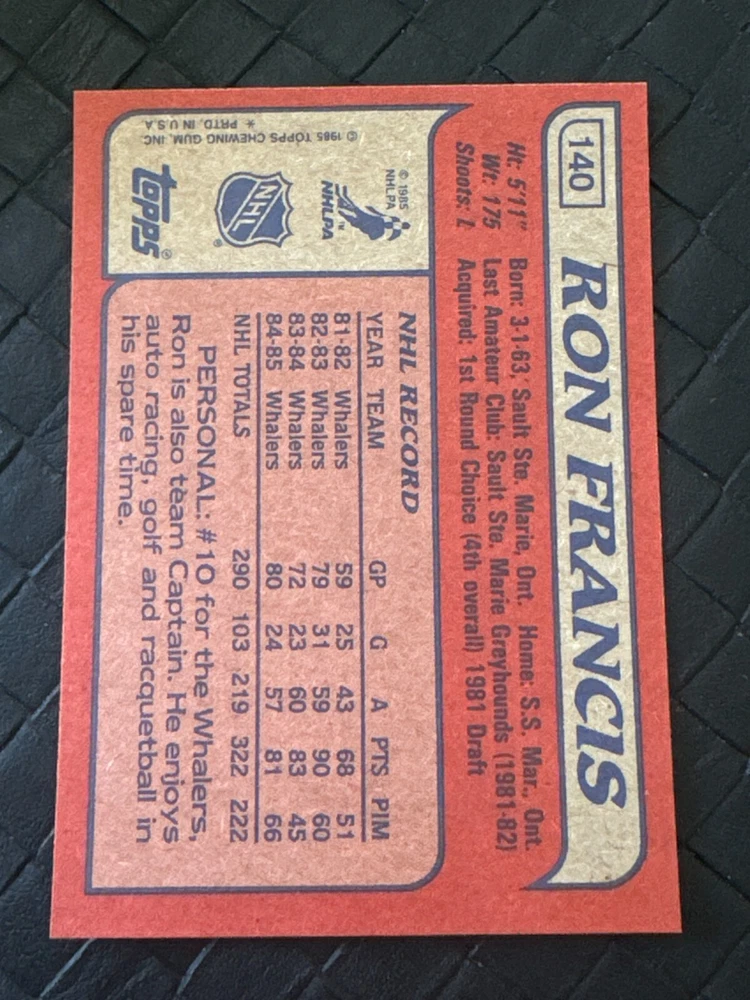 140
RON FRANCIS
Ht: 5'11" Born: 3-1-63, Sault Ste. Marie, Ont. Home: S.S. Mar., Ont.
Wt: 175 Last Amateur Club: Sault Ste. Marie Greyhounds (1981-82)
Shoots: L Acquired: 1st Round Choice (4th overall) 1981 Draft
© 1985
NHLPA
TM
NHLPA
NHL
®
topps®
© 1985 TOPPS CHEWING GUM, INC
* PRTD. IN U.S.A
NHL RECORD
YEAR TEAM GP G A PTS PIM
81-82 Whalers 59 25 43 68 51
82-83 Whalers 79 31 59 90 60
83-84 Whalers 72 23 60 83 45
84-85 Whalers 80 24 57 81 66
NHL TOTALS 290 103 219 322 222
PERSONAL: #10 for the Whalers,
Ron is also team Captain. He enjoys
auto racing, golf and racquetball in
his spare time.